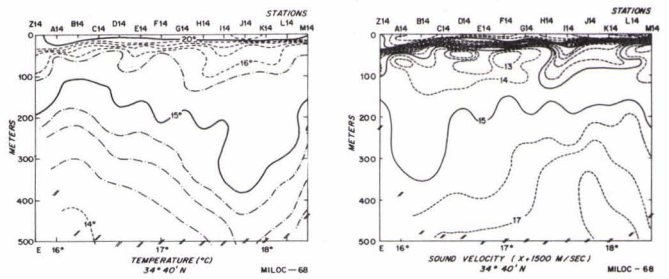 STATIONS
Z14 B14 D14 F14 H14 J14 L14
A14 C14 E14 G14 I14 K14 M14
20°
16°
15°
14°
0
100
200
300
400
500
METERS
E 16° 17° 18°
TEMPERATURE (°C)
34° 40' N MILOC-68
STATIONS
Z14 B14 D14 F14 H14 J14 L14
A14 C14 E14 G14 I14 K14 M14
13
14
15
17
0
100
200
300
400
500
METERS
E 16° 17° 18°
SOUND VELOCITY (X+1500 M/SEC)
34° 40' N MILOC-68